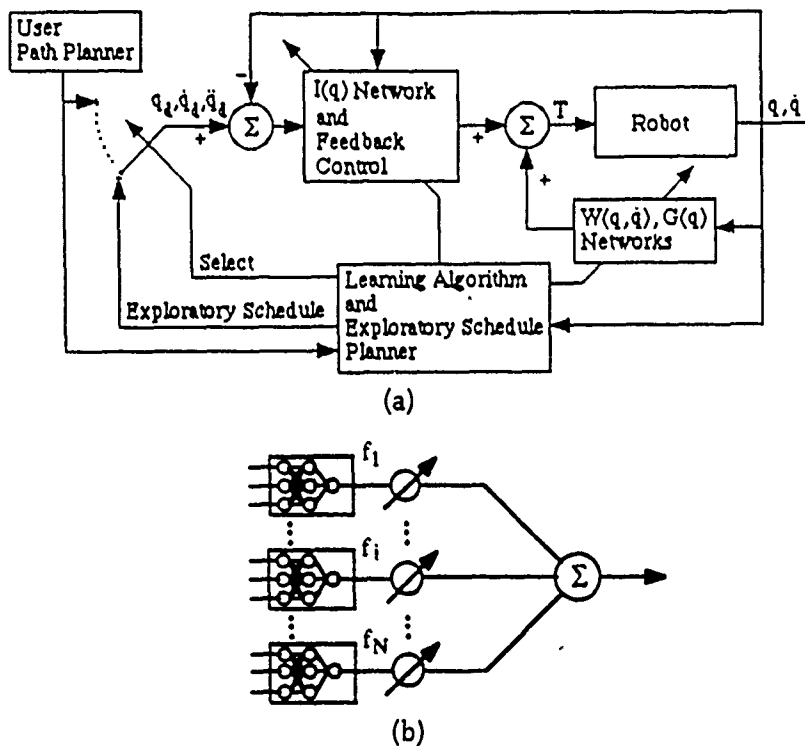 User
Path Planner
q_d, q̇_d, q̈_d
-
+
Σ
I(q) Network
and
Feedback
Control
+
Σ
+
T
Robot
q, q̇
W(q,q̇), G(q)
Networks
Select
Exploratory Schedule
Learning Algorithm
and
Exploratory Schedule
Planner
(a)
f_1
f_i
f_N
Σ
(b)